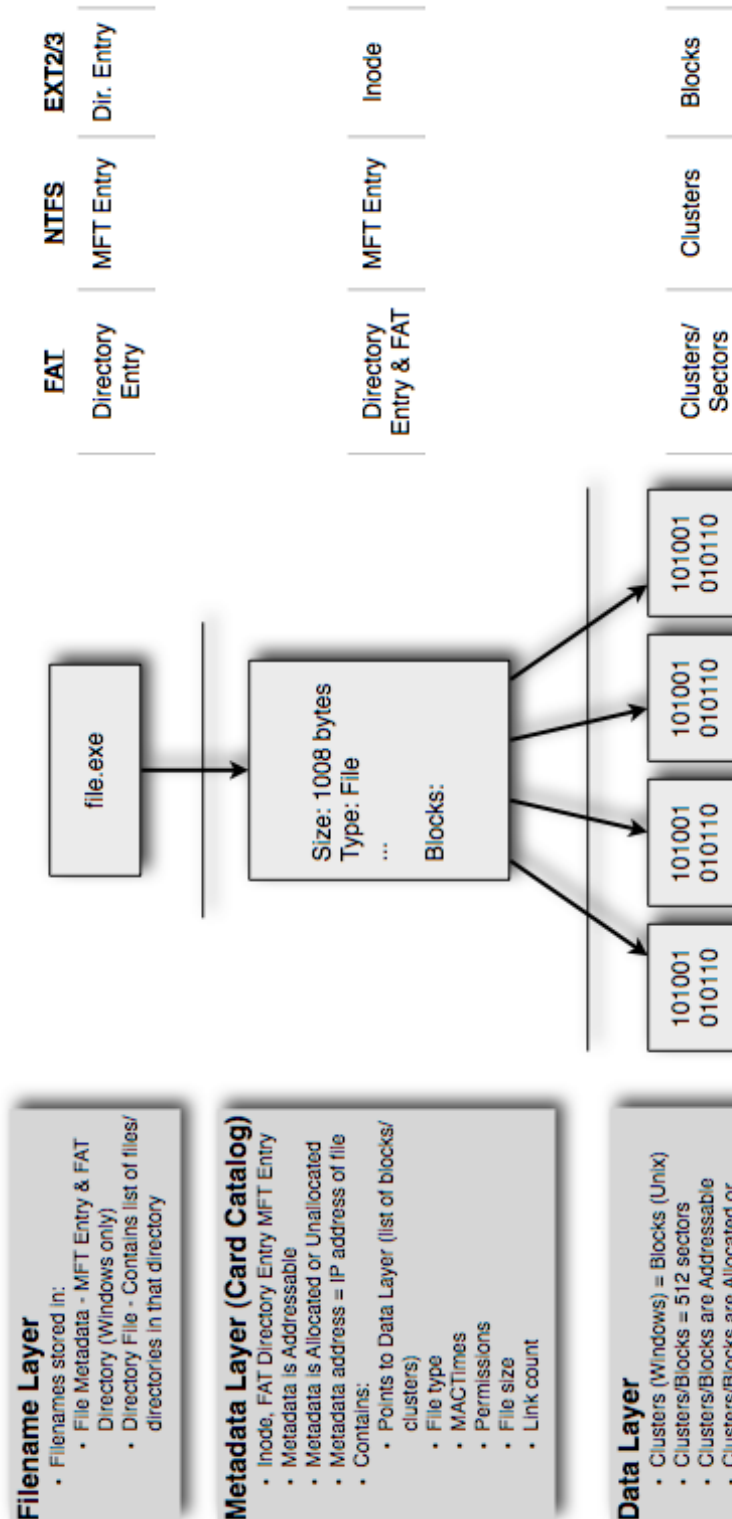 Filename Layer
• Filenames stored in:
• File Metadata - MFT Entry & FAT
Directory (Windows only)
• Directory File - Contains list of files/
directories in that directory
file.exe
FAT
NTFS
EXT2/3
Directory
Entry
MFT Entry
Dir. Entry
Metadata Layer (Card Catalog)
• Inode, FAT Directory Entry MFT Entry
• Metadata is Addressable
• Metadata is Allocated or Unallocated
• Metadata address = IP address of file
• Contains:
• Points to Data Layer (list of blocks/
clusters)
• File type
• MACTimes
• Permissions
• File size
• Link count
Size: 1008 bytes
Type: File
...
Blocks:
Directory
Entry & FAT
MFT Entry
Inode
Data Layer
• Clusters (Windows) = Blocks (Unix)
• Clusters/Blocks = 512 sectors
• Clusters/Blocks are Addressable
• Clusters/Blocks are Allocated or
101001
010110
101001
010110
101001
010110
101001
010110
Clusters/
Sectors
Clusters
Blocks